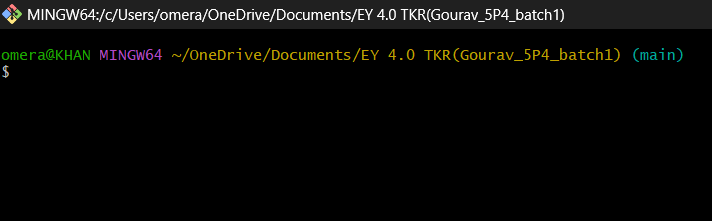 MINGW64:/c/Users/omera/OneDrive/Documents/EY 4.0 TKR(Gourav_5P4_batch1)
omera@KHAN MINGW64 ~/OneDrive/Documents/EY 4.0 TKR(Gourav_5P4_batch1) (main)
$